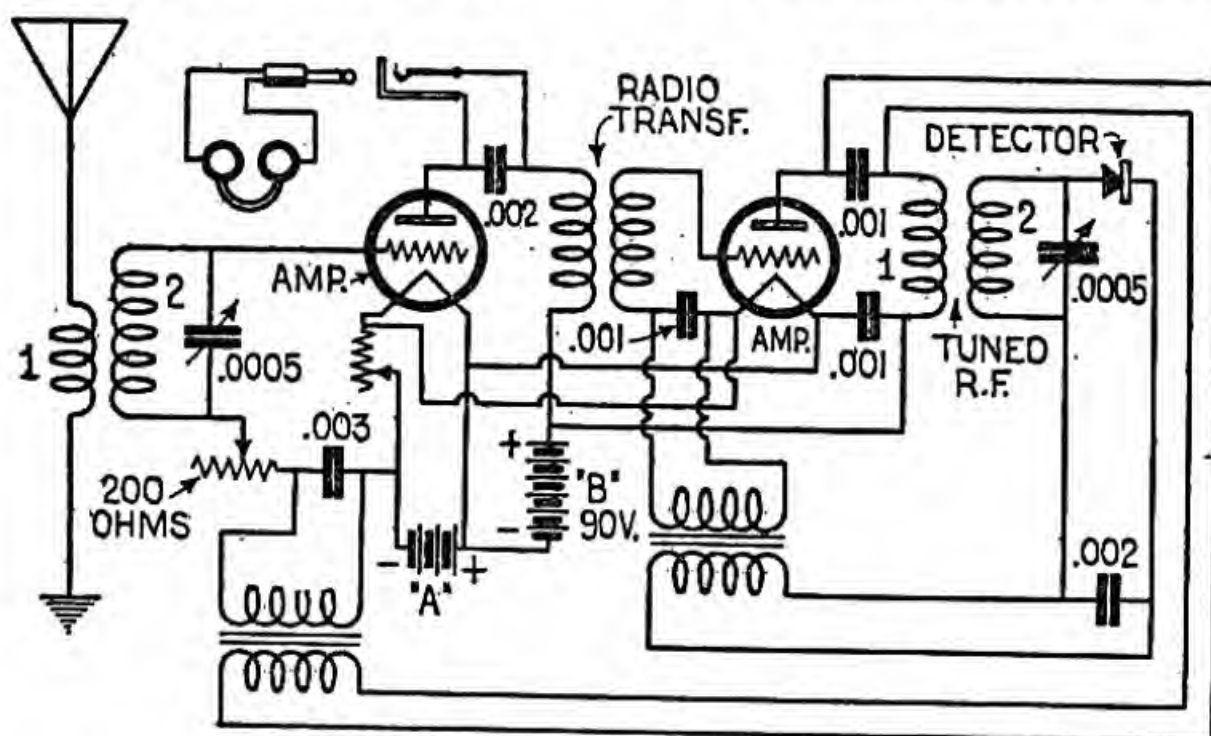 RADIO
TRANSF.
DETECTOR
.002
.001
2
1
.0005
AMP.
2
.0005
1
.001
AMP.
.001
TUNED
R.F.
.003
200
OHMS
+
"B"
90V.
-
- +
"A"
.002